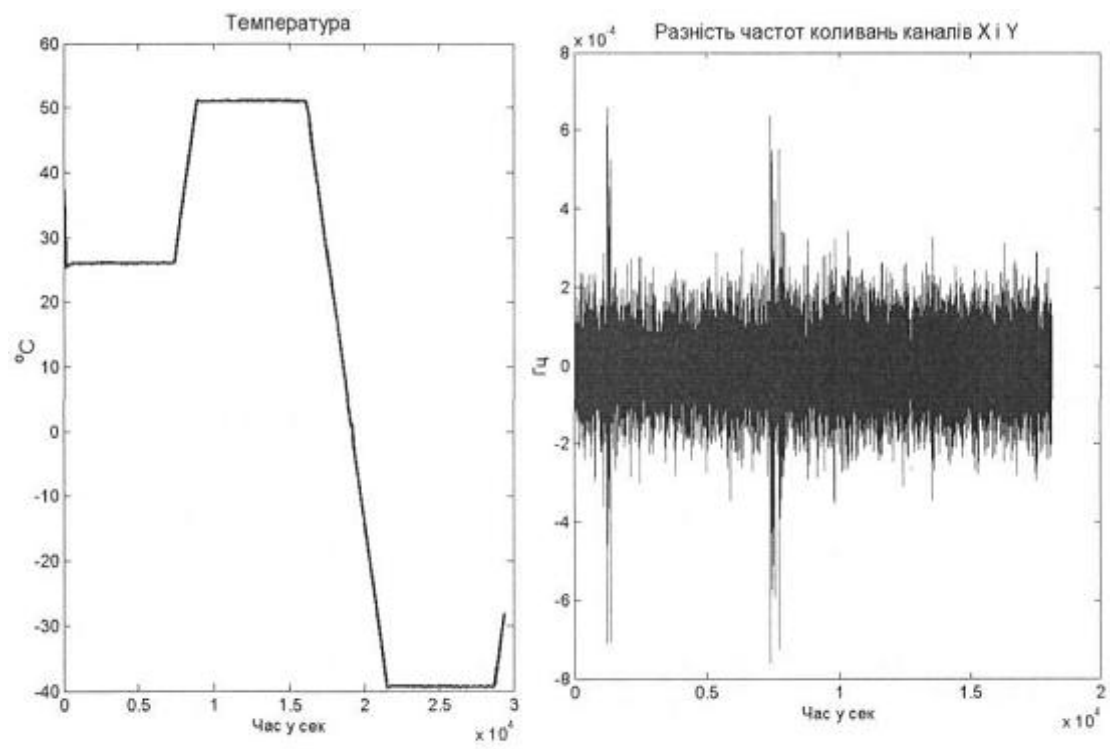 Температура
60
50
40
30
20
10
0
-10
-20
-30
-40
°C
0 0.5 1 1.5 2 2.5 3
Час у сек
x 10⁴
Разність частот коливань каналів X і Y
x 10⁻⁴
8
6
4
2
0
-2
-4
-6
-8
Гц
0 0.5 1 1.5 2
Час у сек
x 10⁴